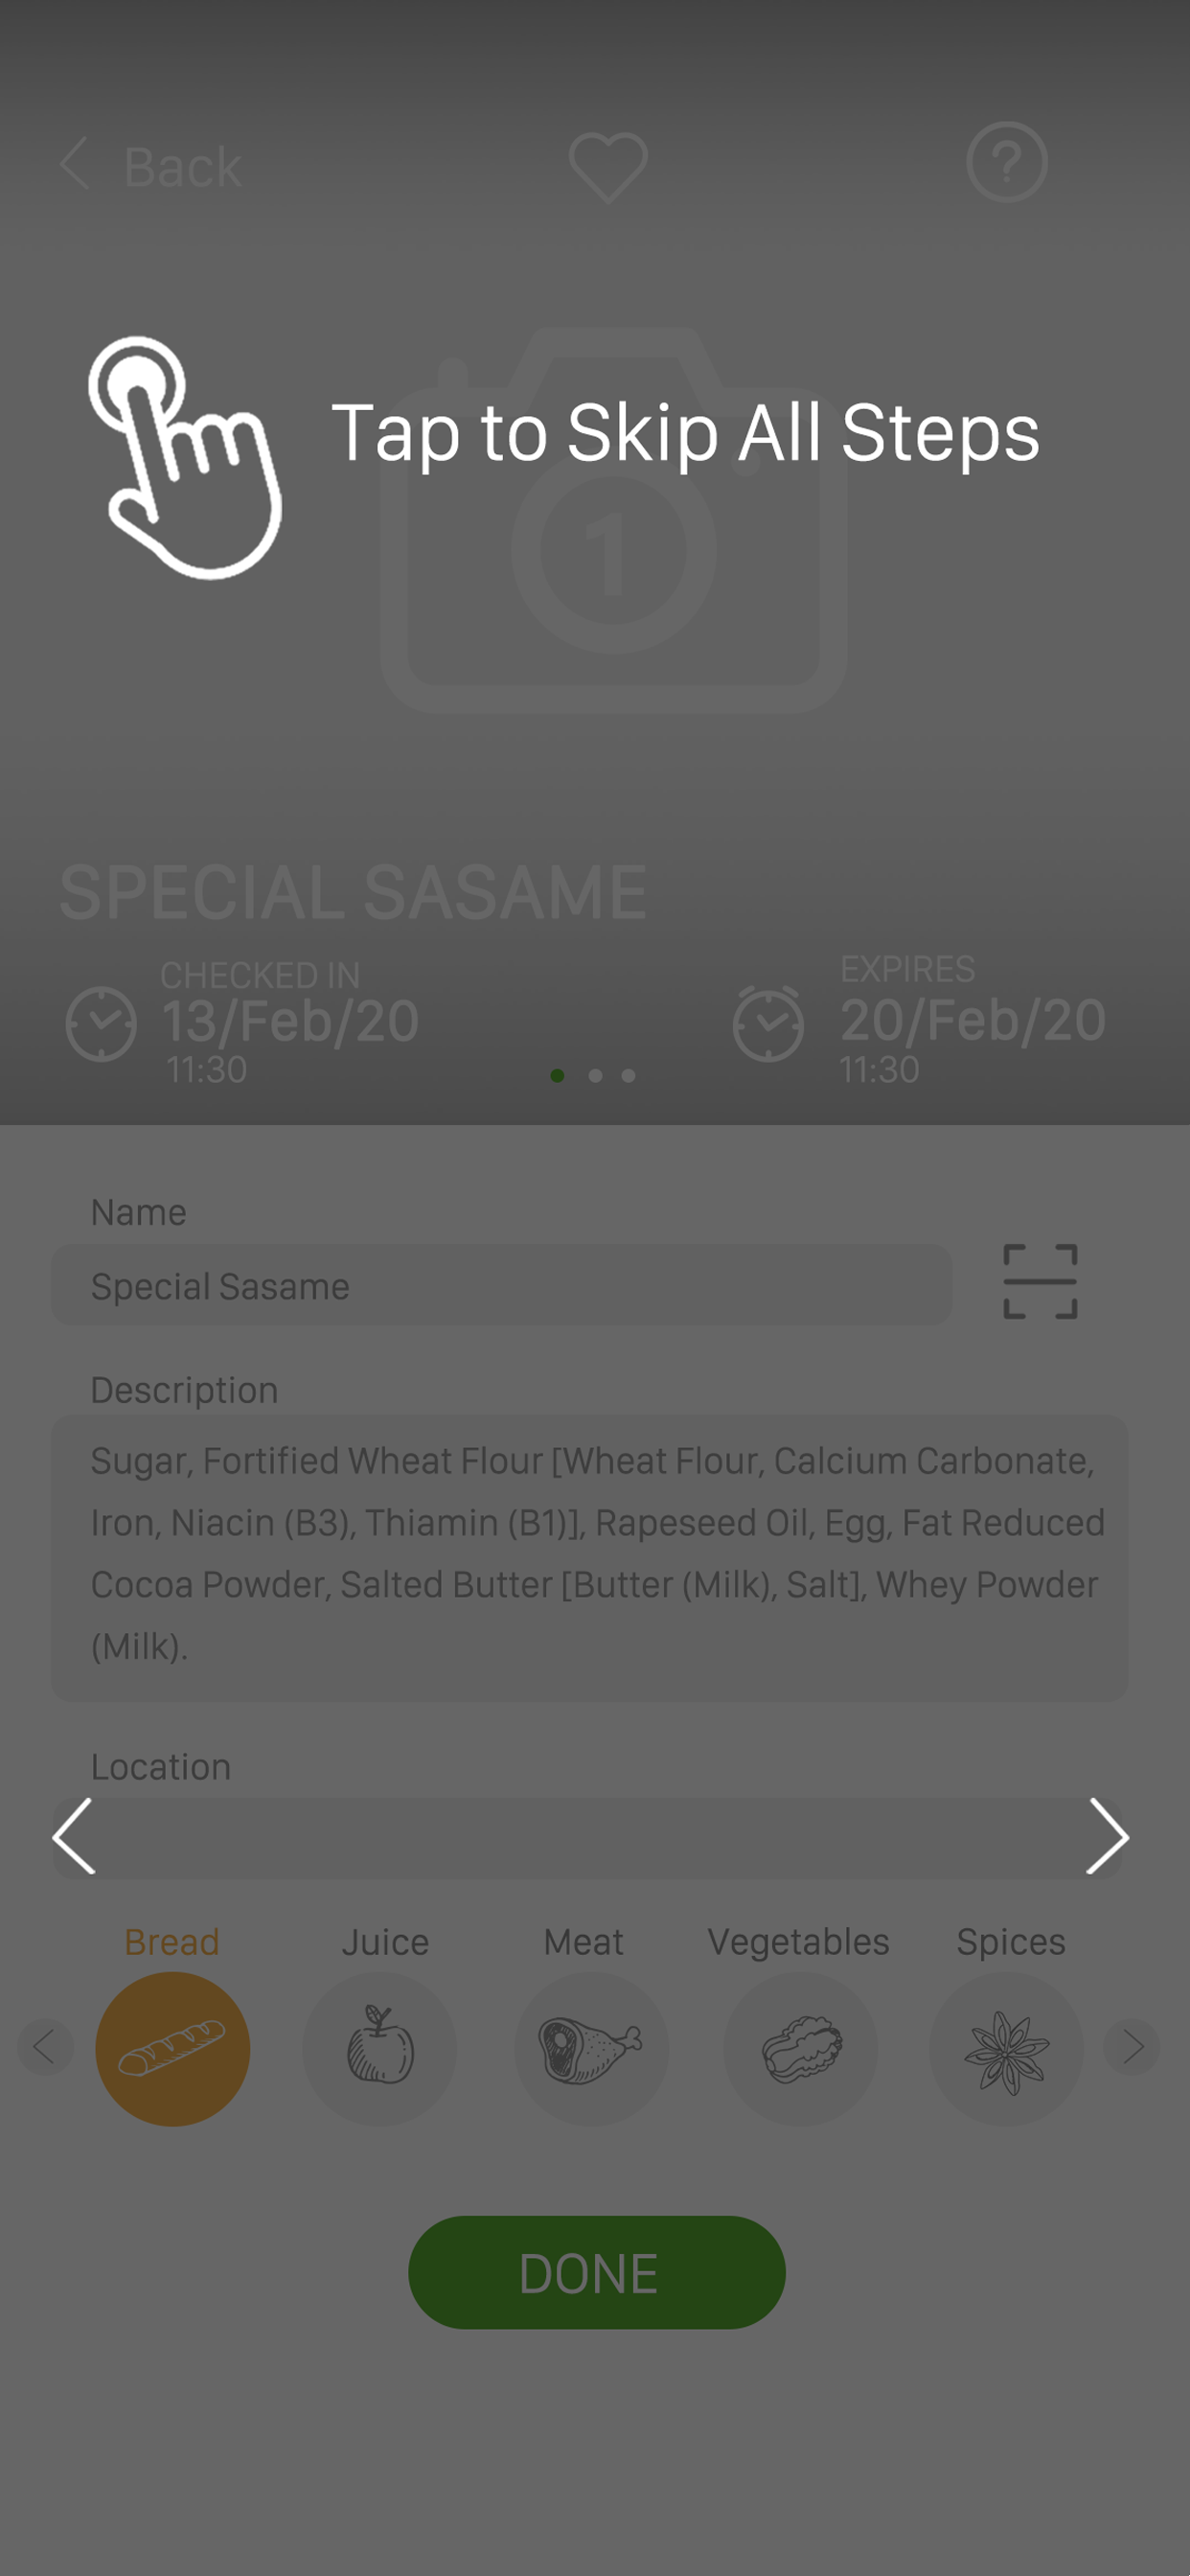 Back
?
Tap to Skip All Steps
1
SPECIAL SASAME
CHECKED IN
13/Feb/20
11:30
EXPIRES
20/Feb/20
11:30
Name
Special Sasame
Description
Sugar, Fortified Wheat Flour [Wheat Flour, Calcium Carbonate,
Iron, Niacin (B3), Thiamin (B1)], Rapeseed Oil, Egg, Fat Reduced
Cocoa Powder, Salted Butter [Butter (Milk), Salt], Whey Powder
(Milk).
Location
Bread Juice Meat Vegetables Spices
DONE